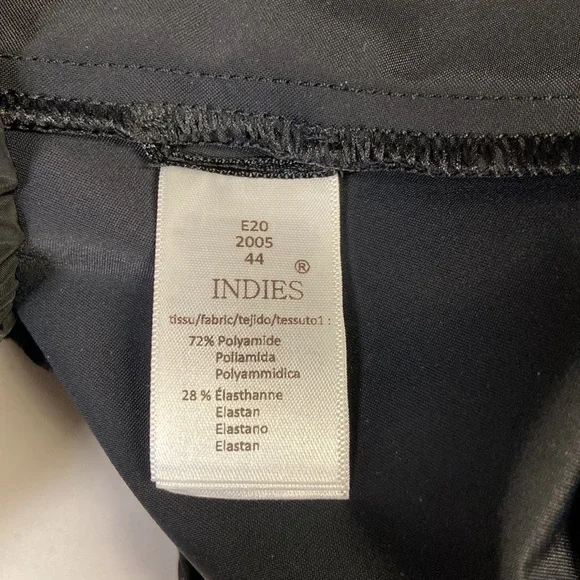 E20
2005
44
®
INDIES
tissu/fabric/tejido/tessuto1 :
72% Polyamide
Poliamida
Polyammidica
28 % Élasthanne
Elastan
Elastano
Elastan